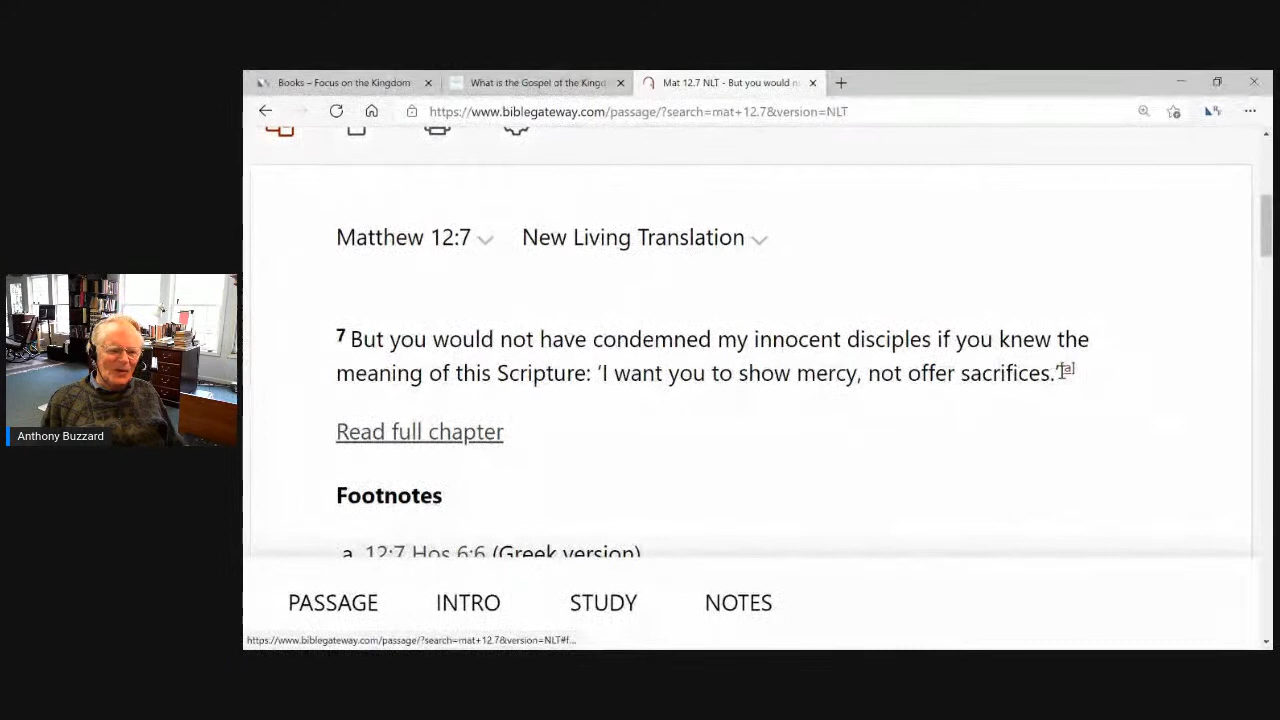 Books – Focus on the Kingdom
What is the Gospel of the Kingd
Mat 12.7 NLT - But you would n
https://www.biblegateway.com/passage/?search=mat+12.7&version=NLT
Matthew 12:7 New Living Translation
7 But you would not have condemned my innocent disciples if you knew the
meaning of this Scripture: ‘I want you to show mercy, not offer sacrifices.’[a]
Read full chapter
Footnotes
a. 12:7 Hos 6:6 (Greek version)
Anthony Buzzard
PASSAGE INTRO STUDY NOTES
https://www.biblegateway.com/passage/?search=mat+12.7&version=NLT#f...